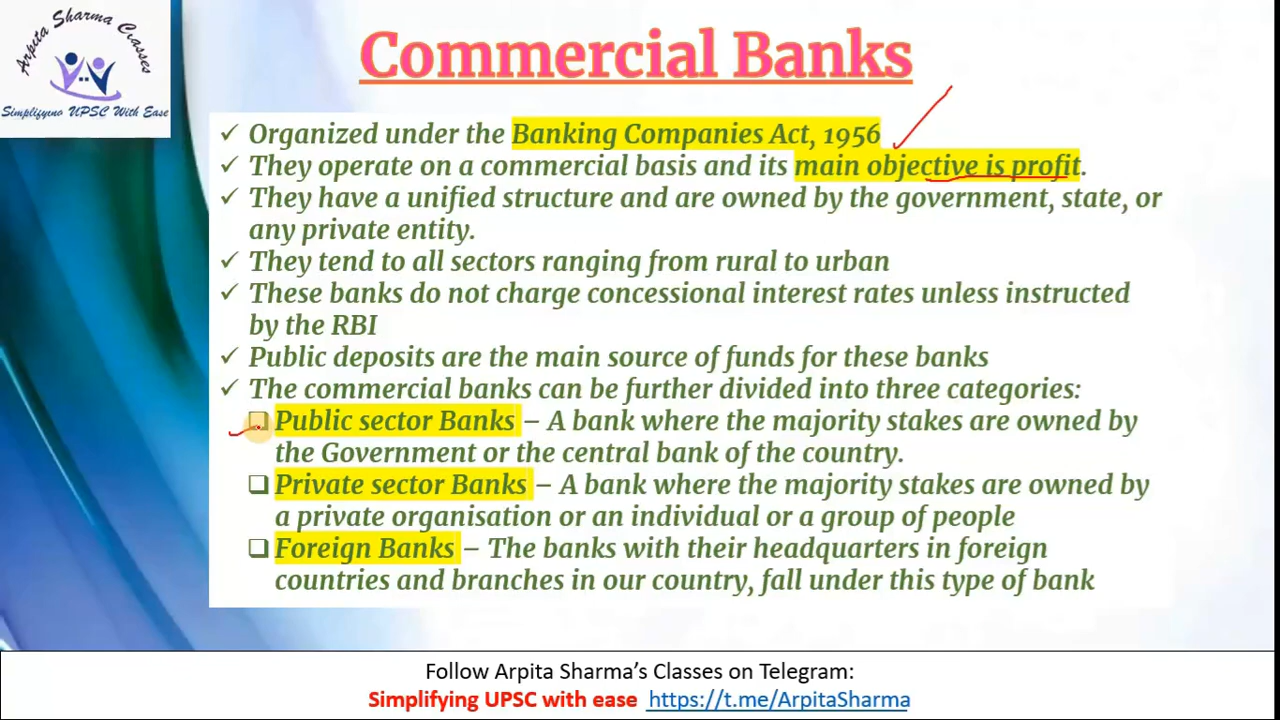 Arpita Sharma Classes
Simplifying UPSC With Ease
Commercial Banks
✓ Organized under the Banking Companies Act, 1956
✓ They operate on a commercial basis and its main objective is profit.
✓ They have a unified structure and are owned by the government, state, or
any private entity.
✓ They tend to all sectors ranging from rural to urban
✓ These banks do not charge concessional interest rates unless instructed
by the RBI
✓ Public deposits are the main source of funds for these banks
✓ The commercial banks can be further divided into three categories:
❑ Public sector Banks – A bank where the majority stakes are owned by
the Government or the central bank of the country.
❑ Private sector Banks – A bank where the majority stakes are owned by
a private organisation or an individual or a group of people
❑ Foreign Banks – The banks with their headquarters in foreign
countries and branches in our country, fall under this type of bank
Follow Arpita Sharma’s Classes on Telegram:
Simplifying UPSC with ease https://t.me/ArpitaSharma